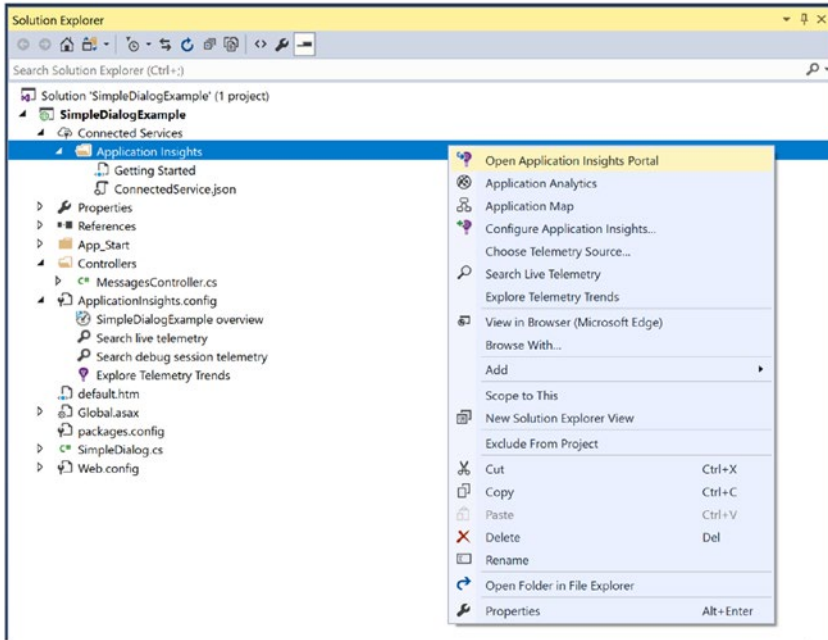 Solution Explorer
Search Solution Explorer (Ctrl+;)
Solution 'SimpleDialogExample' (1 project)
SimpleDialogExample
Connected Services
Application Insights
Getting Started
ConnectedService.json
Properties
References
App_Start
Controllers
C# MessagesController.cs
ApplicationInsights.config
SimpleDialogExample overview
Search live telemetry
Search debug session telemetry
Explore Telemetry Trends
default.htm
Global.asax
packages.config
C# SimpleDialog.cs
Web.config
Open Application Insights Portal
Application Analytics
Application Map
Configure Application Insights...
Choose Telemetry Source...
Search Live Telemetry
Explore Telemetry Trends
View in Browser (Microsoft Edge)
Browse With...
Add
Scope to This
New Solution Explorer View
Exclude From Project
Cut Ctrl+X
Copy Ctrl+C
Paste Ctrl+V
Delete Del
Rename
Open Folder in File Explorer
Properties Alt+Enter